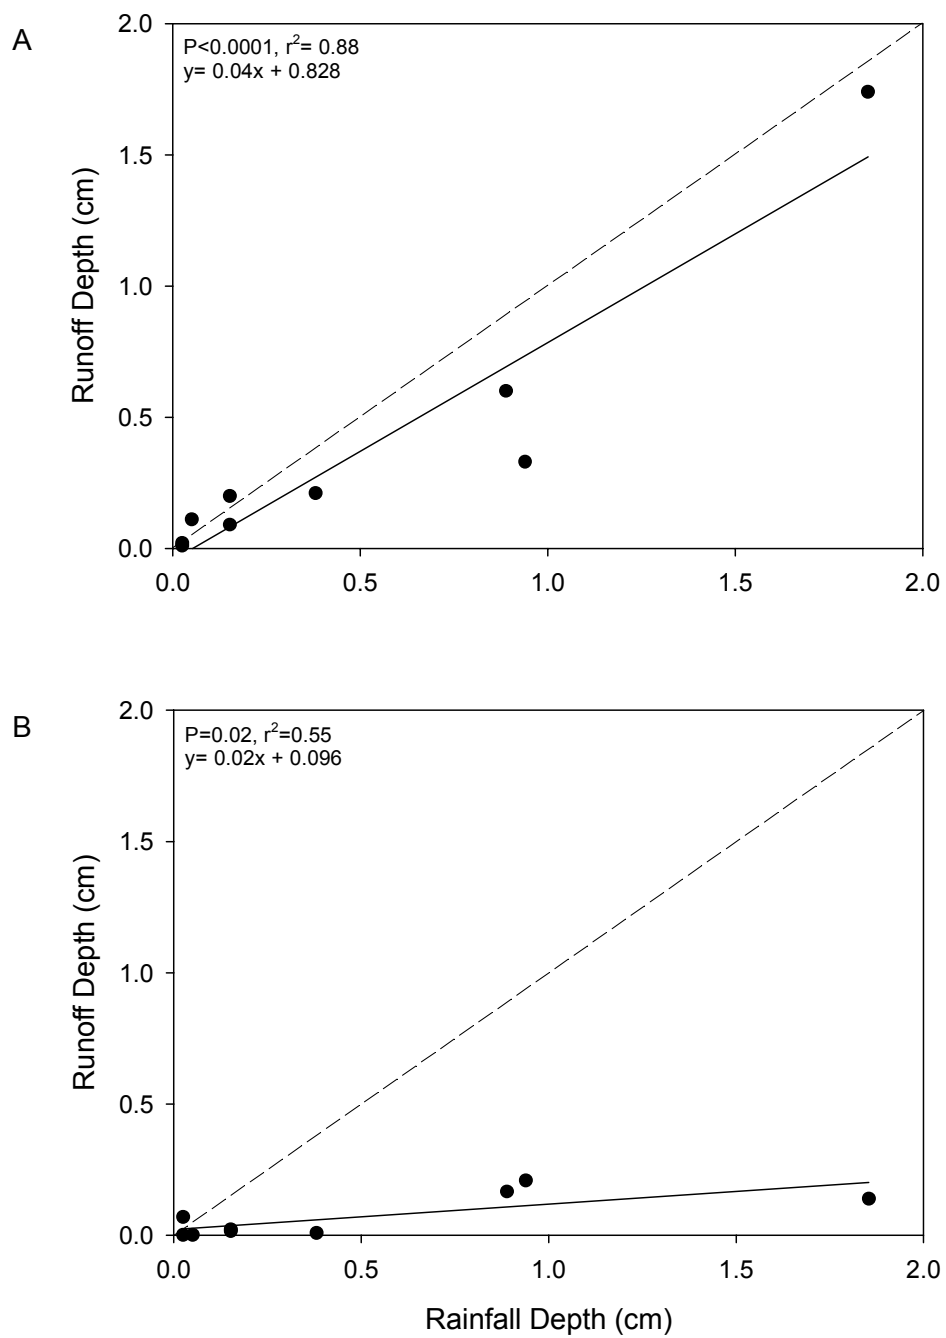 A
P<0.0001, r²= 0.88
y= 0.04x + 0.828
Runoff Depth (cm)
2.0
1.5
1.0
0.5
0.0
0.0 0.5 1.0 1.5 2.0
B
P=0.02, r²=0.55
y= 0.02x + 0.096
Runoff Depth (cm)
2.0
1.5
1.0
0.5
0.0
0.0 0.5 1.0 1.5 2.0
Rainfall Depth (cm)